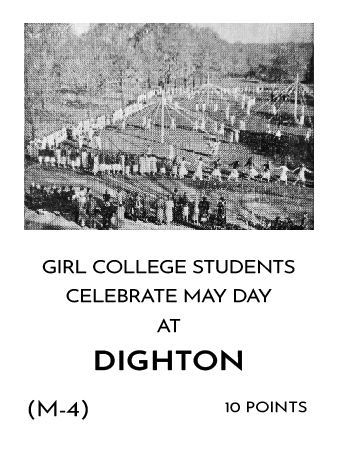 GIRL COLLEGE STUDENTS
CELEBRATE MAY DAY
AT
DIGHTON
(M-4)
10 POINTS